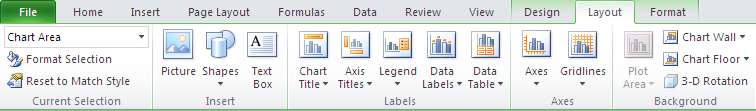 File Home Insert Page Layout Formulas Data Review View Design Layout Format
Chart Area
Format Selection
Reset to Match Style
Current Selection
Picture Shapes Text Box
Insert
Chart Title Axis Titles Legend Data Labels Data Table
Labels
Axes Gridlines
Axes
Plot Area
Chart Wall
Chart Floor
3-D Rotation
Background